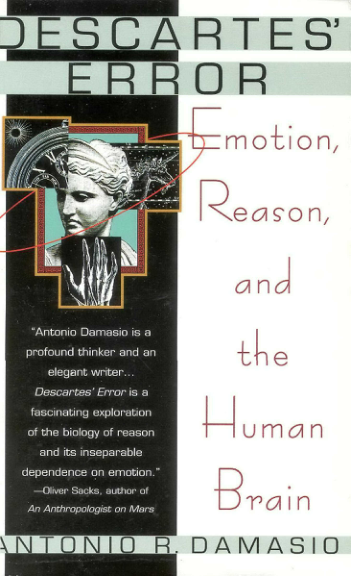 DESCARTES'
ERROR
Emotion,
Reason,
and
the
Human
Brain
"Antonio Damasio is a
profound thinker and an
elegant writer...
Descartes' Error is a
fascinating exploration
of the biology of reason
and its inseparable
dependence on emotion."
—Oliver Sacks, author of
An Anthropologist on Mars
ANTONIO R. DAMASIO